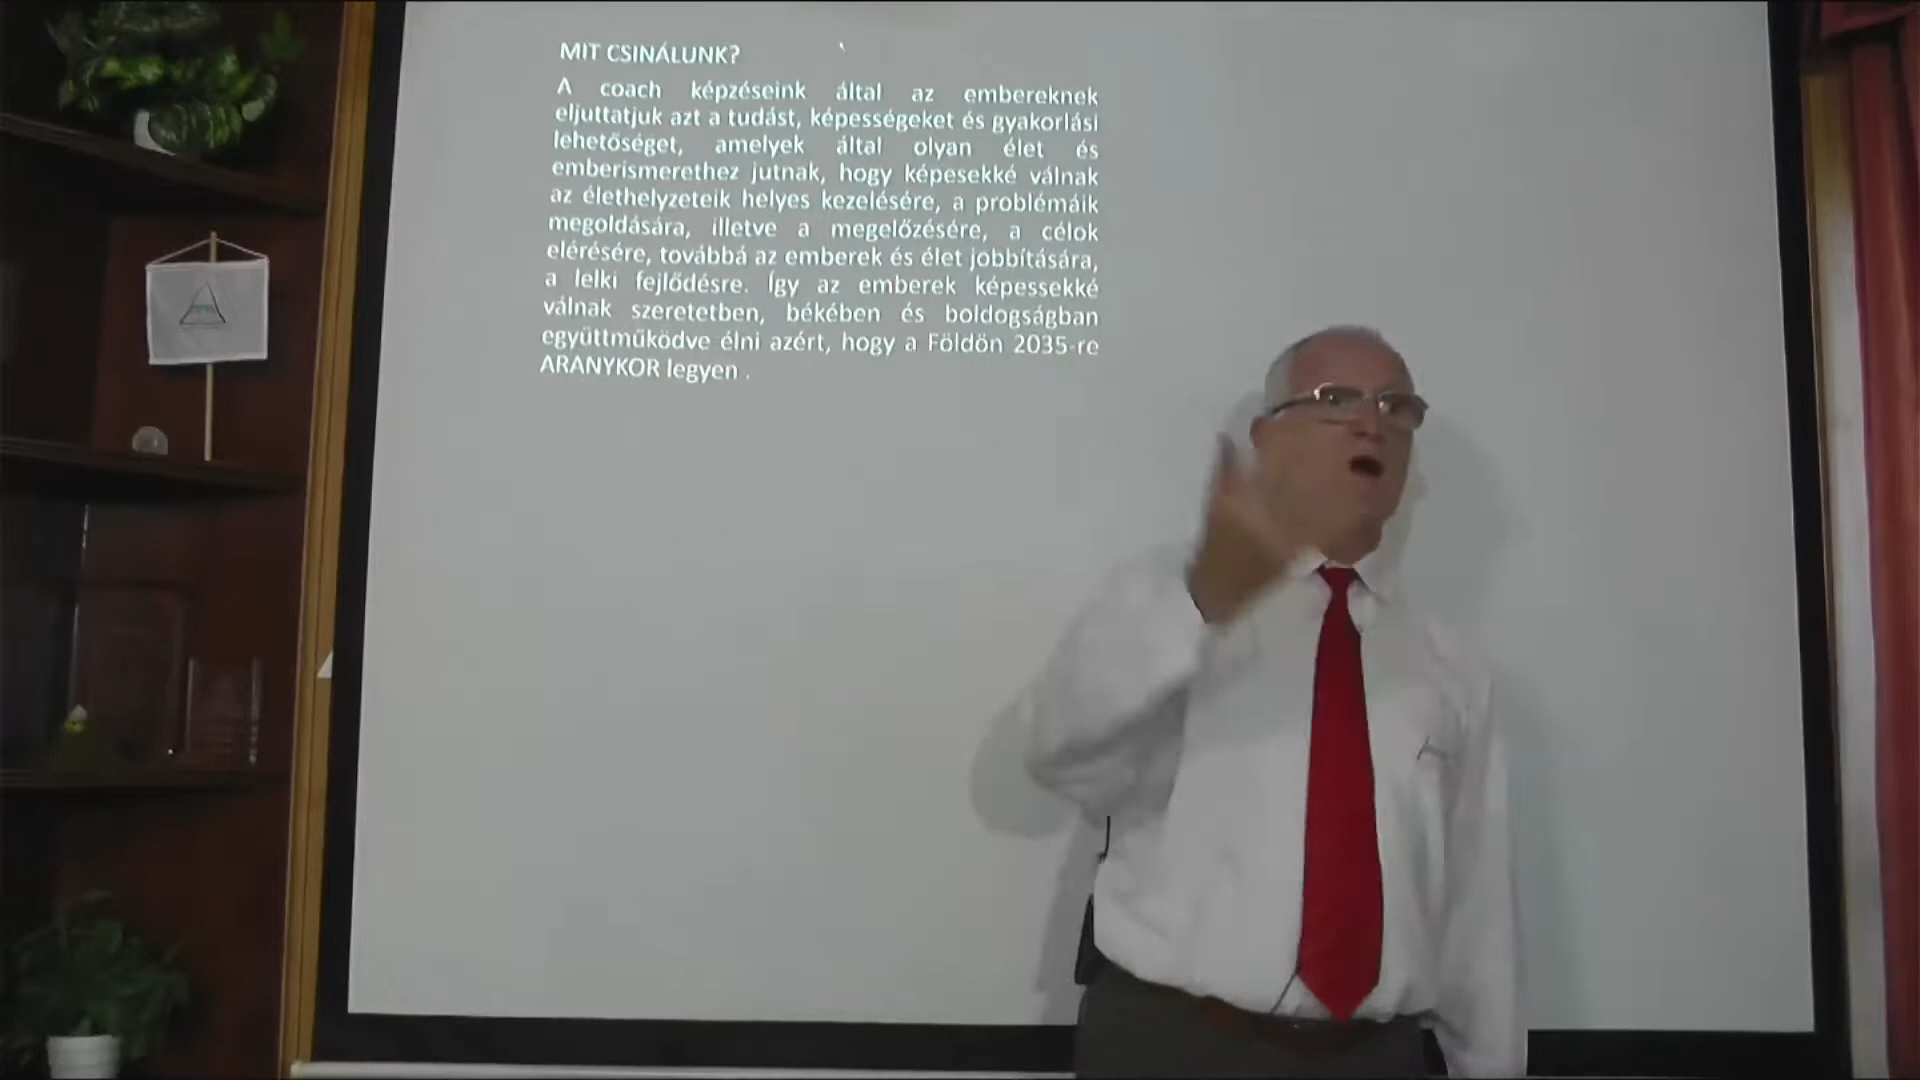 MIT CSINÁLUNK?
A coach képzéseink által az embereknek
eljuttatjuk azt a tudást, képességeket és gyakorlási
lehetőséget, amelyek által olyan élet és
emberismerethez jutnak, hogy képesekké válnak
az élethelyzeteik helyes kezelésére, a problémáik
megoldására, illetve a megelőzésére, a célok
elérésére, továbbá az emberek és élet jobbítására,
a lelki fejlődésre. Így az emberek képessekké
válnak szeretetben, békében és boldogságban
együttműködve élni azért, hogy a Földön 2035-re
ARANYKOR legyen .